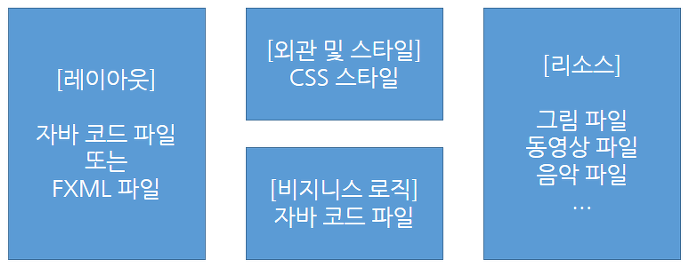 [레이아웃]
자바 코드 파일
또는
FXML 파일
[외관 및 스타일]
CSS 스타일
[비지니스 로직]
자바 코드 파일
[리소스]
그림 파일
동영상 파일
음악 파일
...